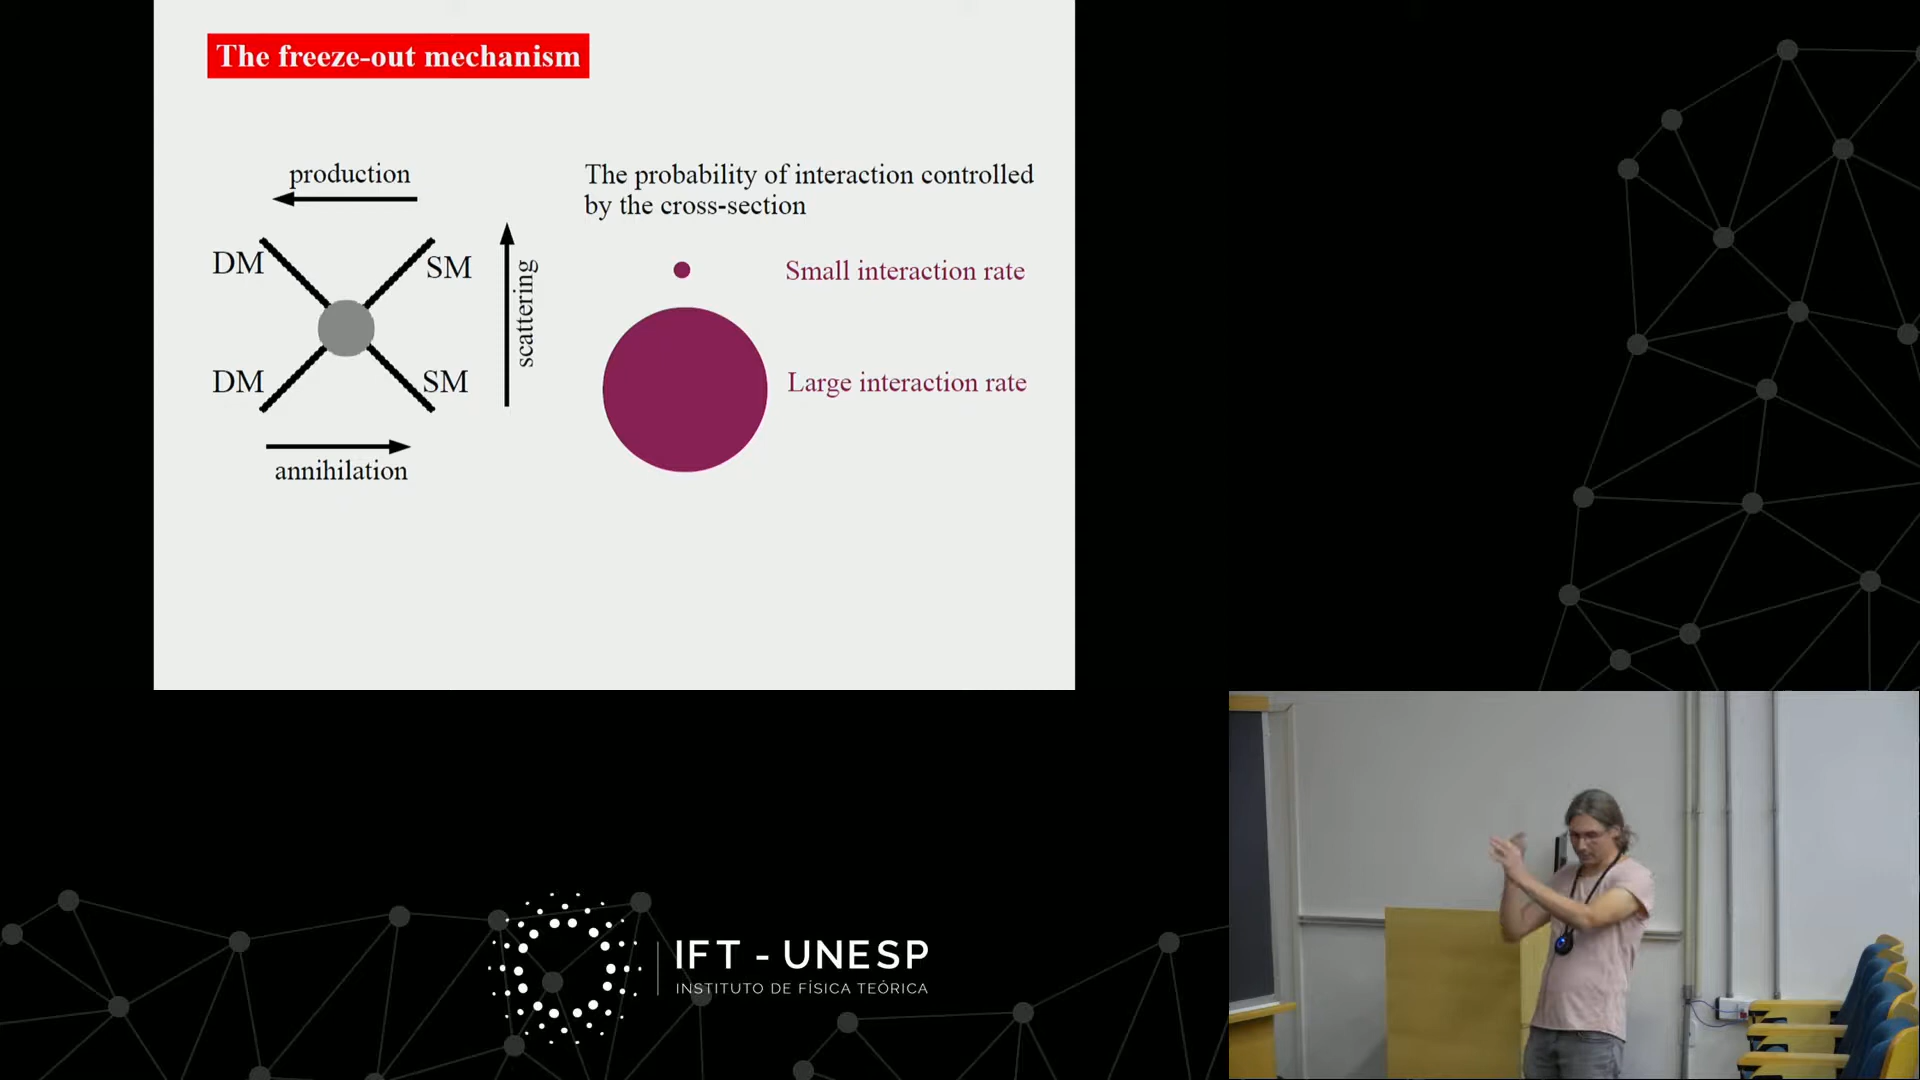 The freeze-out mechanism
production
DM
SM
DM
SM
scattering
annihilation
The probability of interaction controlled
by the cross-section
Small interaction rate
Large interaction rate
IFT - UNESP
INSTITUTO DE FÍSICA TEÓRICA